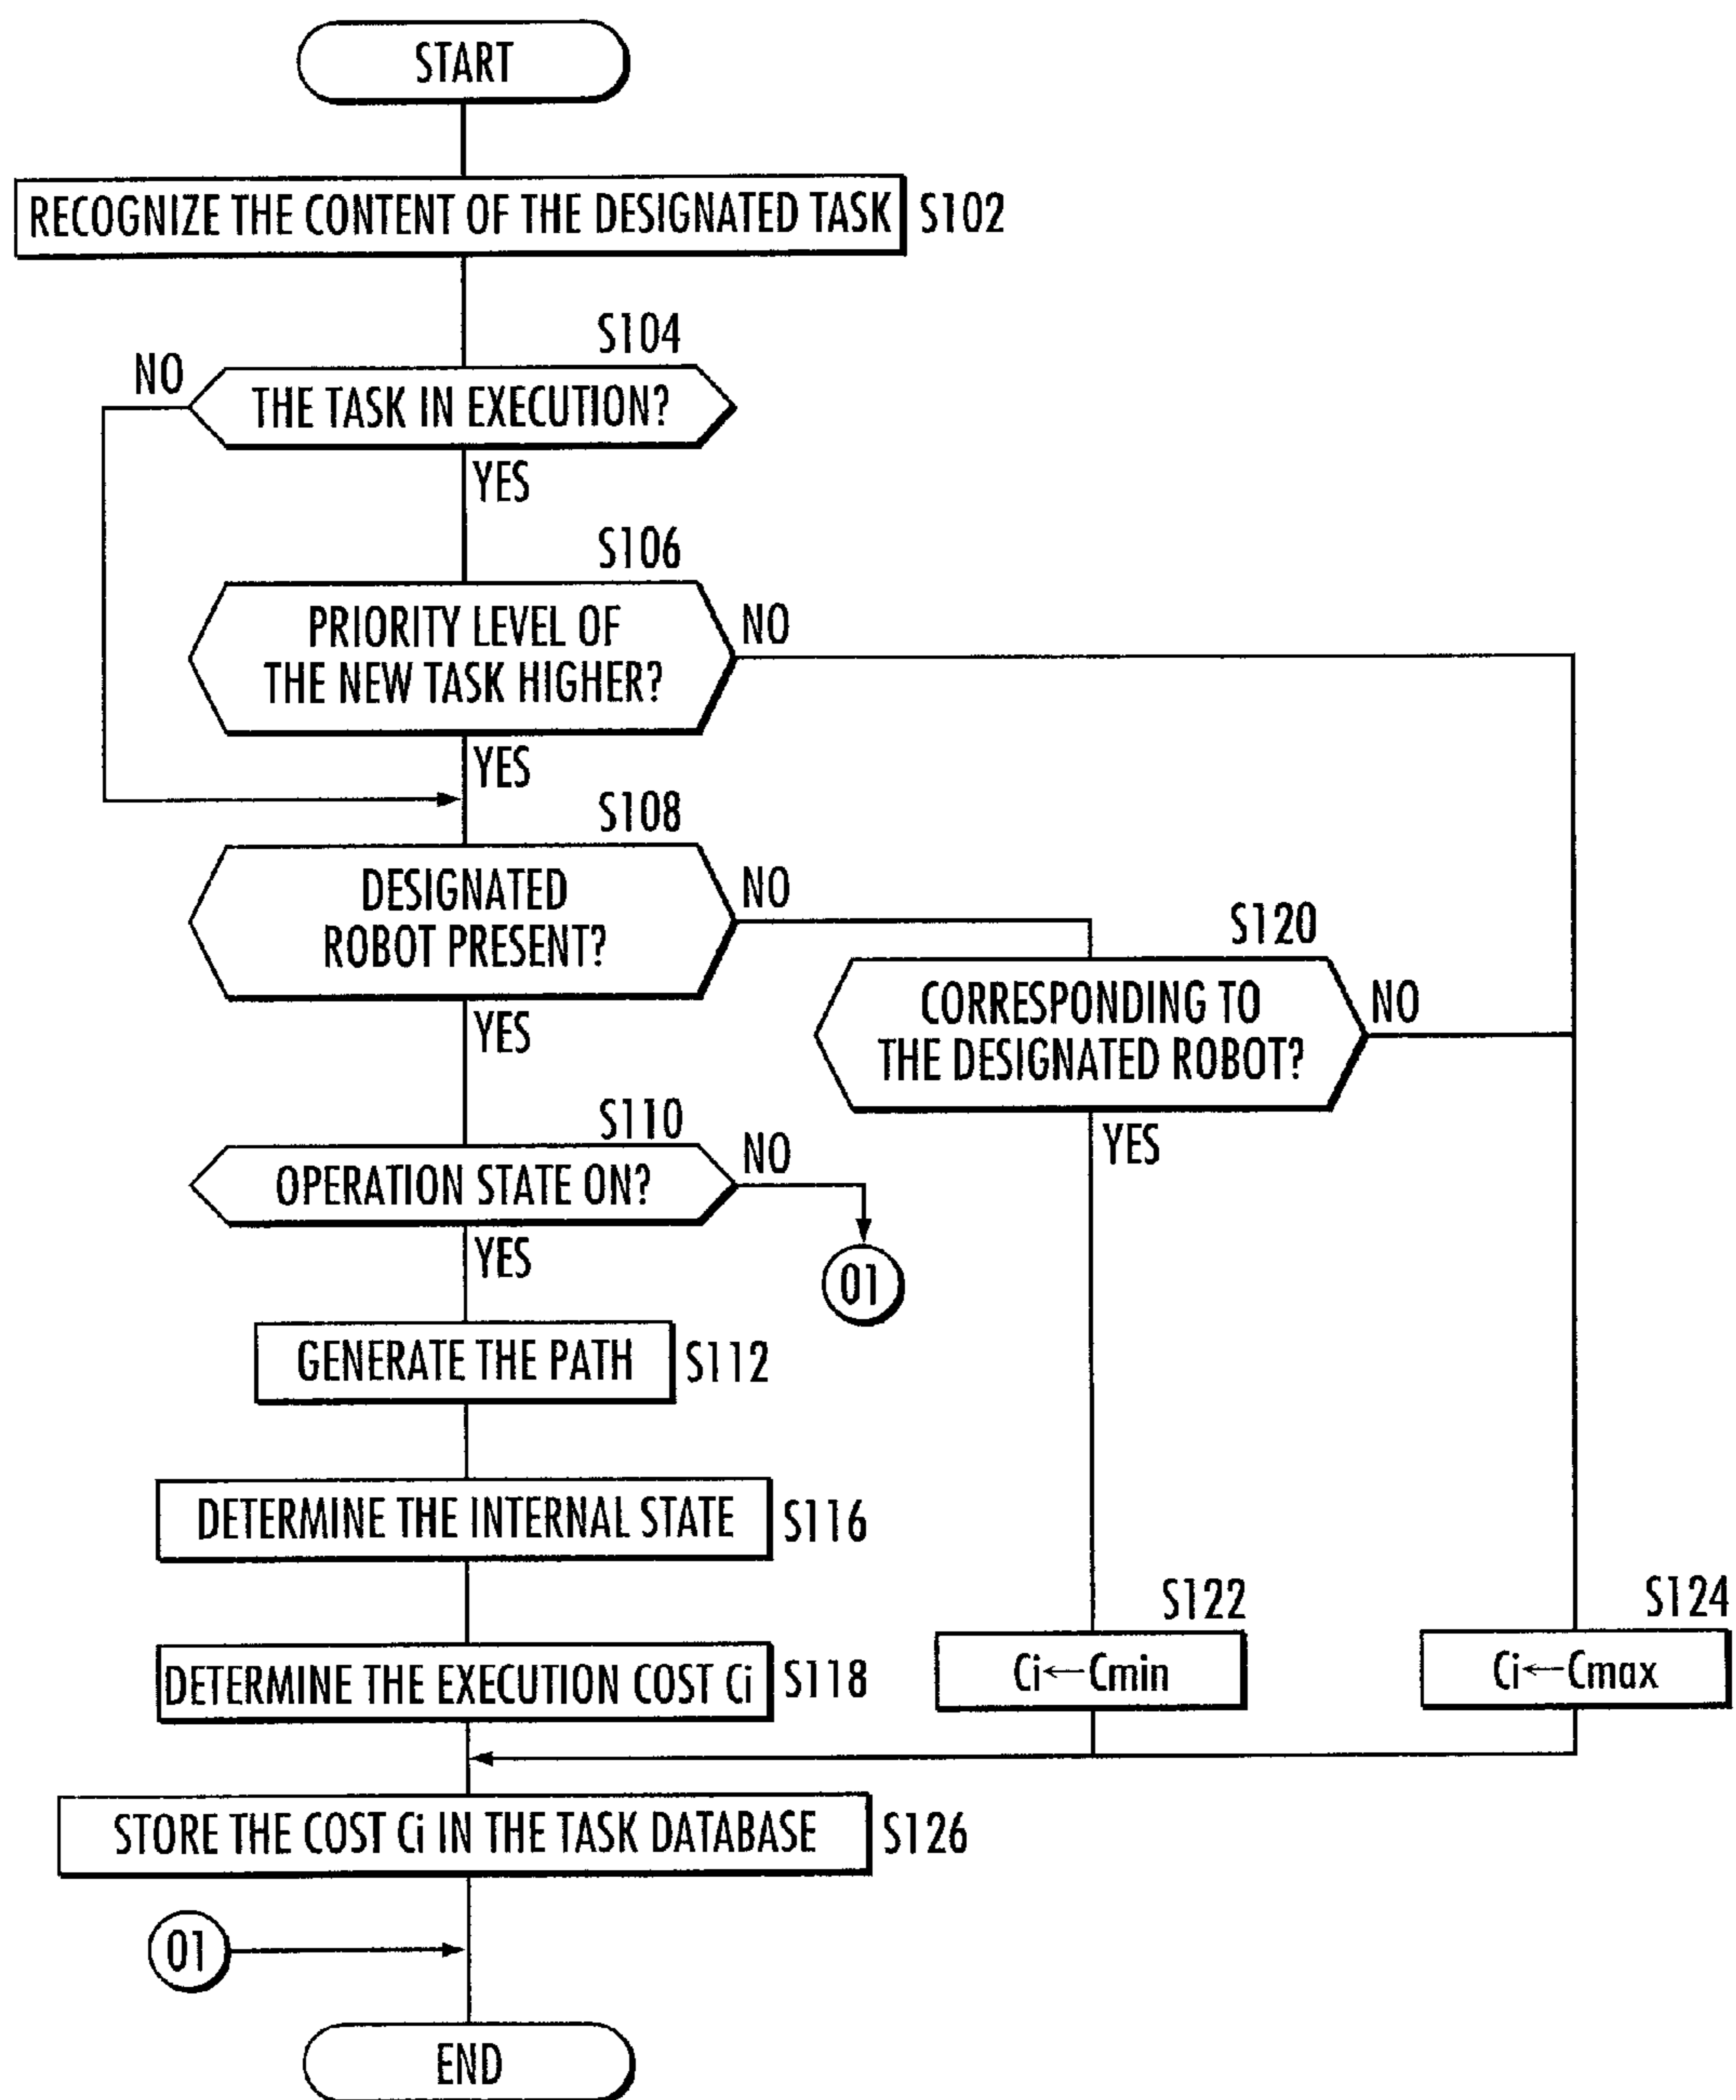 START
RECOGNIZE THE CONTENT OF THE DESIGNATED TASK
S102
S104
NO
THE TASK IN EXECUTION?
YES
S106
PRIORITY LEVEL OF
THE NEW TASK HIGHER?
NO
YES
S108
DESIGNATED
ROBOT PRESENT?
NO
YES
S120
CORRESPONDING TO
THE DESIGNATED ROBOT?
NO
YES
S110
OPERATION STATE ON?
NO
YES
01
GENERATE THE PATH
S112
DETERMINE THE INTERNAL STATE
S116
DETERMINE THE EXECUTION COST Ci
S118
S122
Ci←Cmin
S124
Ci←Cmax
STORE THE COST Ci IN THE TASK DATABASE
S126
01
END